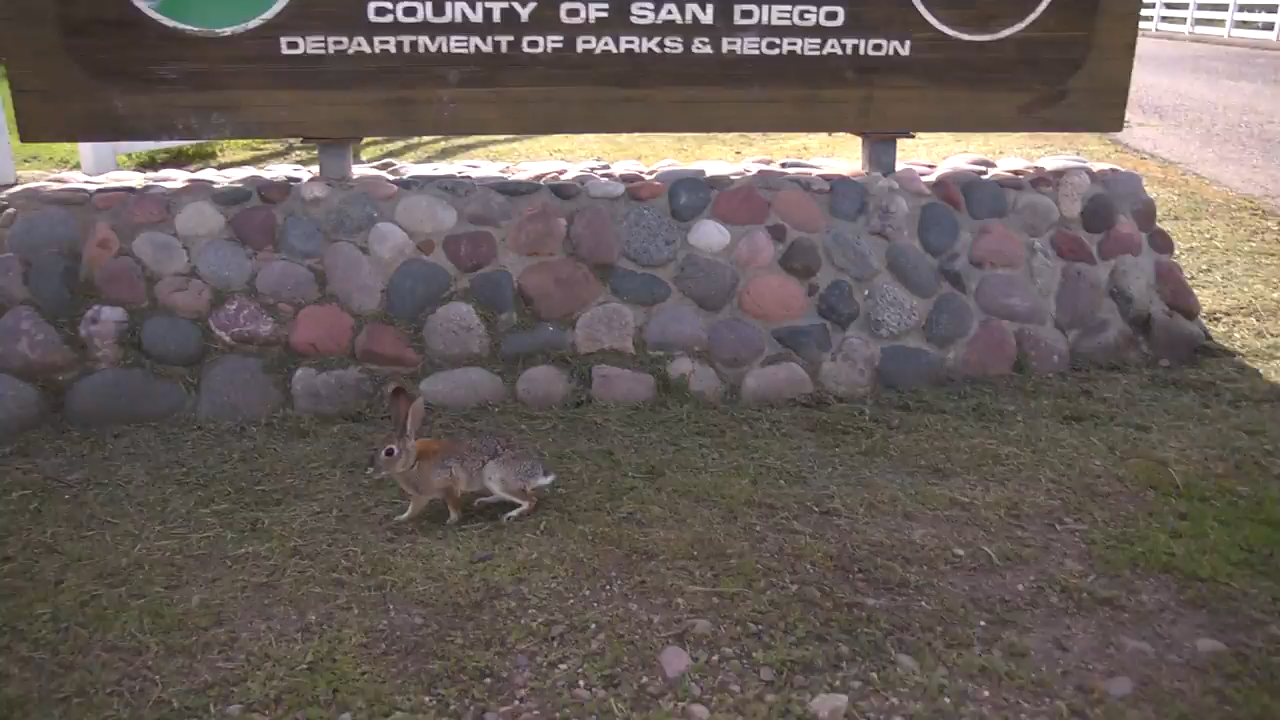 COUNTY OF SAN DIEGO
DEPARTMENT OF PARKS & RECREATION